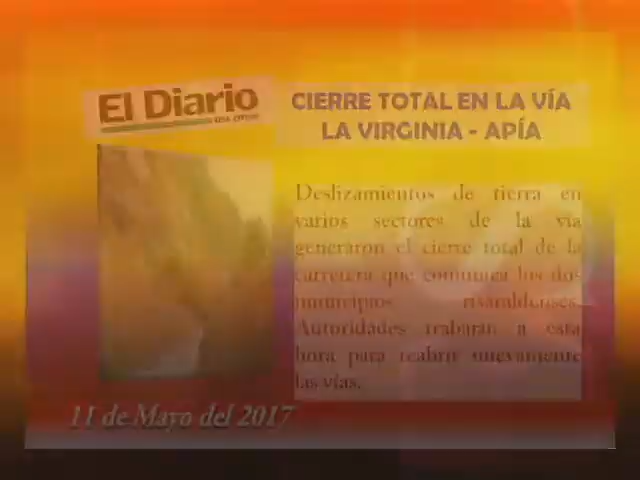 El Diario
CIERRE TOTAL EN LA VÍA
LA VIRGINIA - APÍA
Deslizamientos de tierra en
varios sectores de la vía
generaron el cierre total de la
carretera que comunica los dos
municipios risaraldenses.
Autoridades trabaran a esta
hora para reabrir nuevamente
las vías.
11 de Mayo del 2017